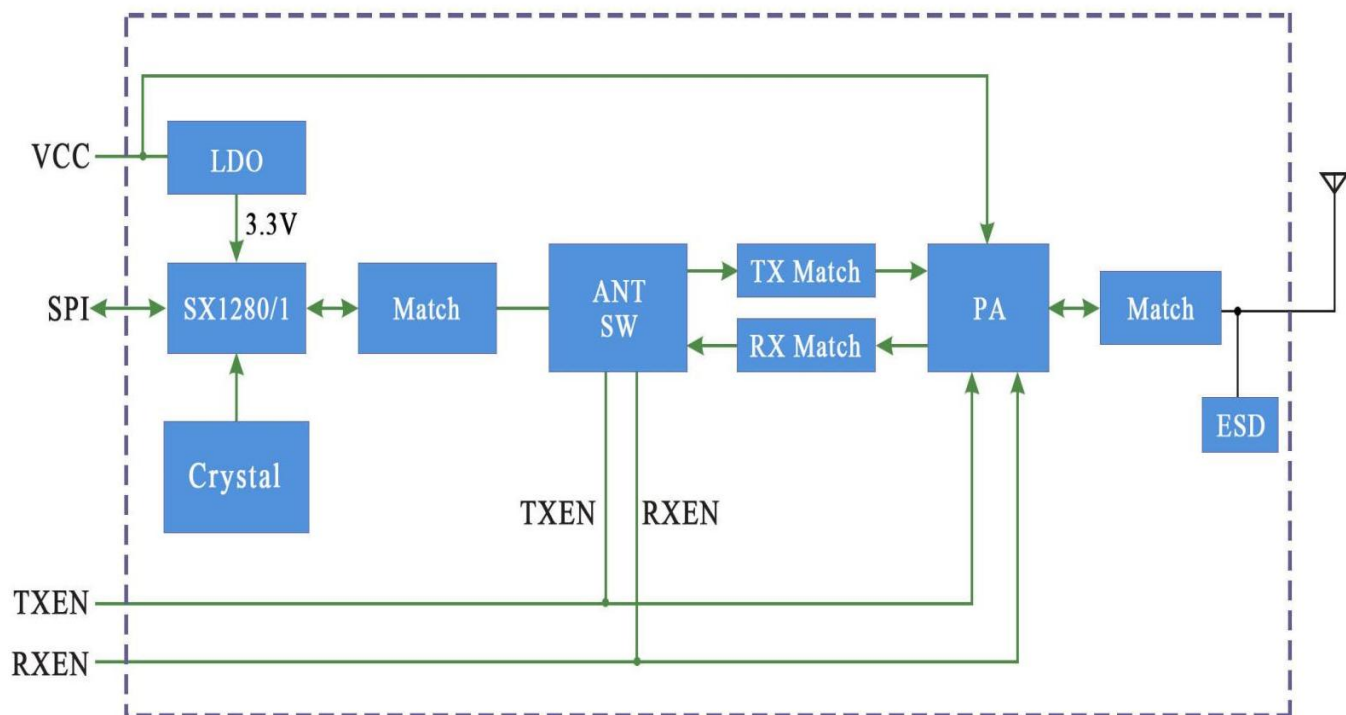 VCC
LDO
3.3V
SPI
SX1280/1
Match
ANT
SW
TX Match
RX Match
PA
Match
ESD
Crystal
TXEN
RXEN
TXEN
RXEN